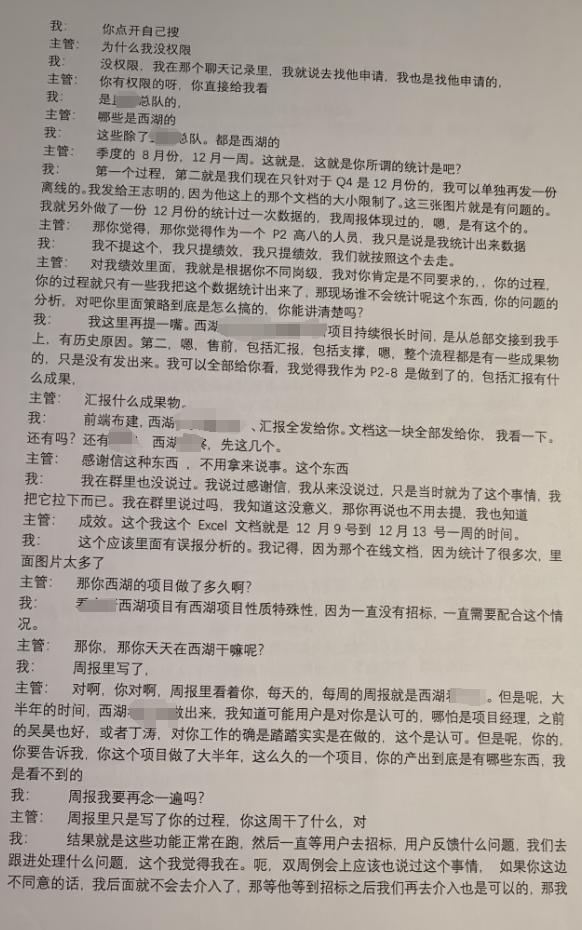 我： 你点开自己搜
主管： 为什么我没权限
我： 没权限，我在那个聊天记录里，我就说去找他申请，我也是找他申请的，
主管： 你有权限的呀，你直接给我看
我： 是 总队的，
主管： 哪些是西湖的
我： 这些除了 总队。都是西湖的
主管： 季度的 8 月份，12 月一周。这就是，这就是你所谓的统计是吧?
我： 第一个过程，第二就是我们现在只针对于 Q4 是 12 月份的，我可以单独再发一份
离线的。我发给王志明的，因为他这上的那个文档的大小限制了。这三张图片就是有问题的。
我就另外做了一份 12 月份的统计过一次数据的，我周报体现过的，嗯，是有这个的。
主管： 那你觉得，那你觉得作为一个 P2 高八的人员，我只是说是我统计出来数据
我： 我不提这个，我只提绩效，我只提绩效，我们就按照这个去走。
主管： 对我绩效里面，我就是根据你不同岗级，我对你肯定是不同要求的，，你的过程，
你的过程就只有一些我把这个数据统计出来了，那现场谁不会统计呢这个东西，你的问题的
分析，对吧你里面策略到底是怎么搞的，你能讲清楚吗?
我： 我这里再提一嘴。西湖 项目持续很长时间，是从总部交接到我手
上，有历史原因。第二，嗯，售前，包括汇报，包括支撑，嗯，整个流程都是有一些成果物
的，只是没有发出来。我可以全部给你看，我觉得我作为 P2-8 是做到了的，包括汇报有什
么成果，
主管： 汇报什么成果物。
我： 前端布建，西湖 、汇报全发给你。文档这一块全部发给你，我看一下。
还有吗？还有 、西湖 ，先这几个。
主管： 感谢信这种东西 ，不用拿来说事。这个东西
我： 我在群里也没说过。我说过感谢信，我从来没说过，只是当时就为了这个事情，我
把它拉下而已。我在群里说过吗，我知道这没意义，那你再说也不用去提，我也知道
主管： 成效。这个我这个 Excel 文档就是 12 月 9 号到 12 月 13 号一周的时间。
我： 这个应该里面有误报分析的。我记得，因为那个在线文档，因为统计了很多次，里
面图片太多了
主管： 那你西湖的项目做了多久啊?
我： 西湖项目有西湖项目性质特殊性，因为一直没有招标，一直需要配合这个情
况。
主管： 那你，那你天天在西湖干嘛呢?
我： 周报里写了，
主管： 对啊，你对啊，周报里看着你，每天的，每周的周报就是西湖 。但是呢，大
半年的时间，西湖 做出来，我知道可能用户是对你是认可的，哪怕是项目经理，之前
的吴昊也好，或者丁涛，对你工作的确是踏踏实实是在做的，这个是认可。但是呢，你的，
你要告诉我，你这个项目做了大半年，这么久的一个项目，你的产出到底是有哪些东西，我
是看不到的
我： 周报我要再念一遍吗?
主管： 周报里只是写了你的过程，你这周干了什么，对
我： 结果就是这些功能正常在跑，然后一直等用户去招标，用户反馈什么问题，我们去
跟进处理什么问题，这个我觉得我在。呃，双周例会上应该也说过这个事情， 如果你这边
不同意的话，我后面就不会去介入了，那等他等到招标之后我们再去介入也是可以的，那我